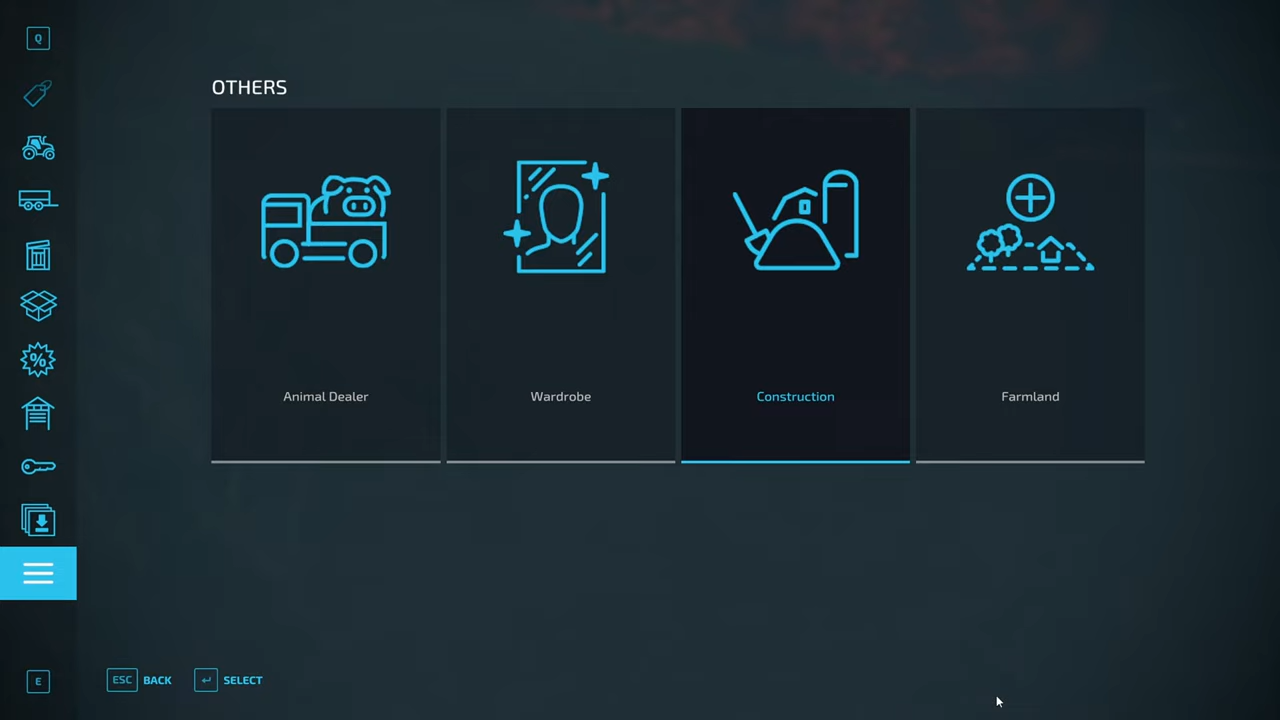 Q
OTHERS
Animal Dealer
Wardrobe
Construction
Farmland
%
E
ESC BACK
↵ SELECT